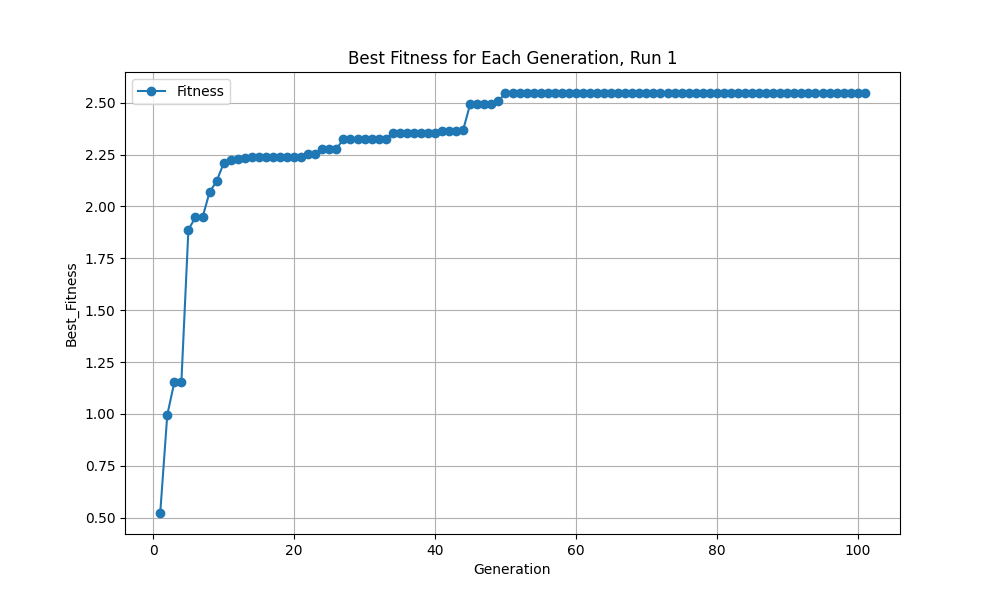 Best Fitness for Each Generation, Run 1
Fitness
Best_Fitness
2.50
2.25
2.00
1.75
1.50
1.25
1.00
0.75
0.50
0 20 40 60 80 100
Generation